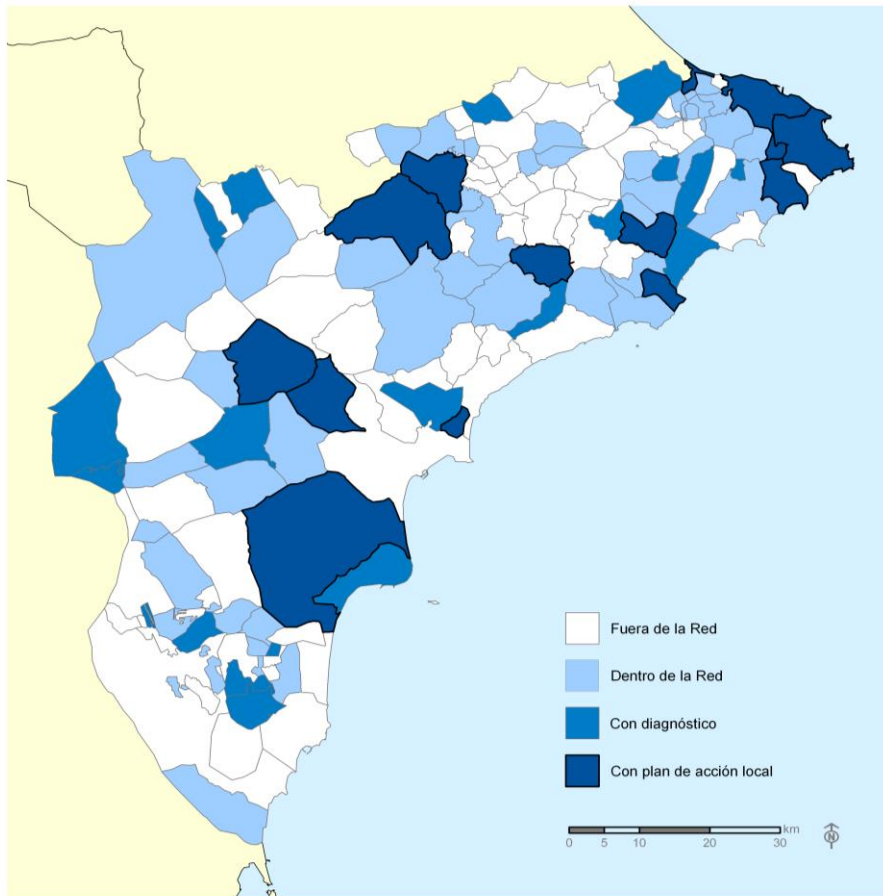 Fuera de la Red
Dentro de la Red
Con diagnóstico
Con plan de acción local
km
0 5 10 20 30
N